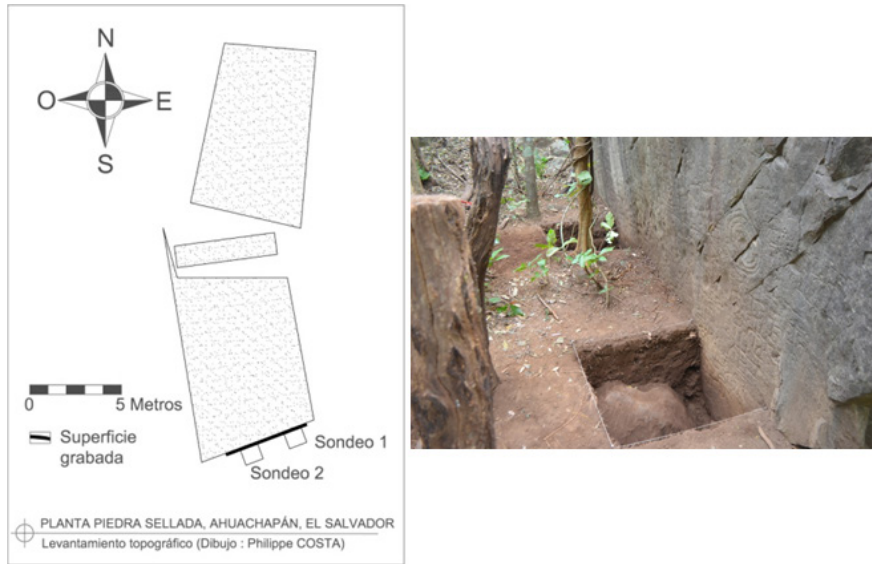 N
O E
S
0 5 Metros
Superficie
grabada
Sondeo 1
Sondeo 2
PLANTA PIEDRA SELLADA, AHUACHAPÁN, EL SALVADOR
Levantamiento topográfico (Dibujo : Philippe COSTA)